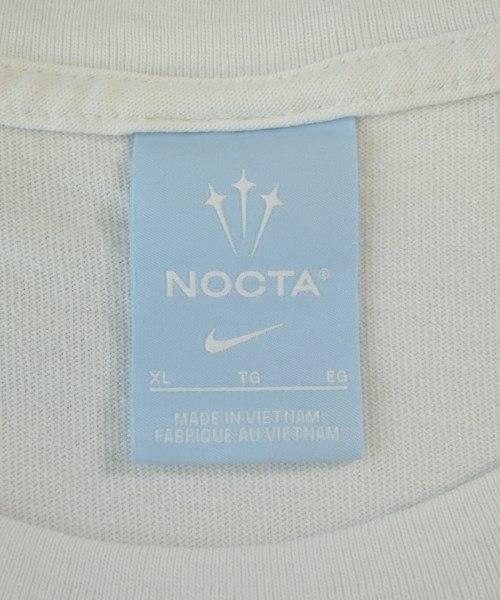 NOCTA®
XL TG EG
MADE IN VIETNAM
FABRIQUE AU VIETNAM